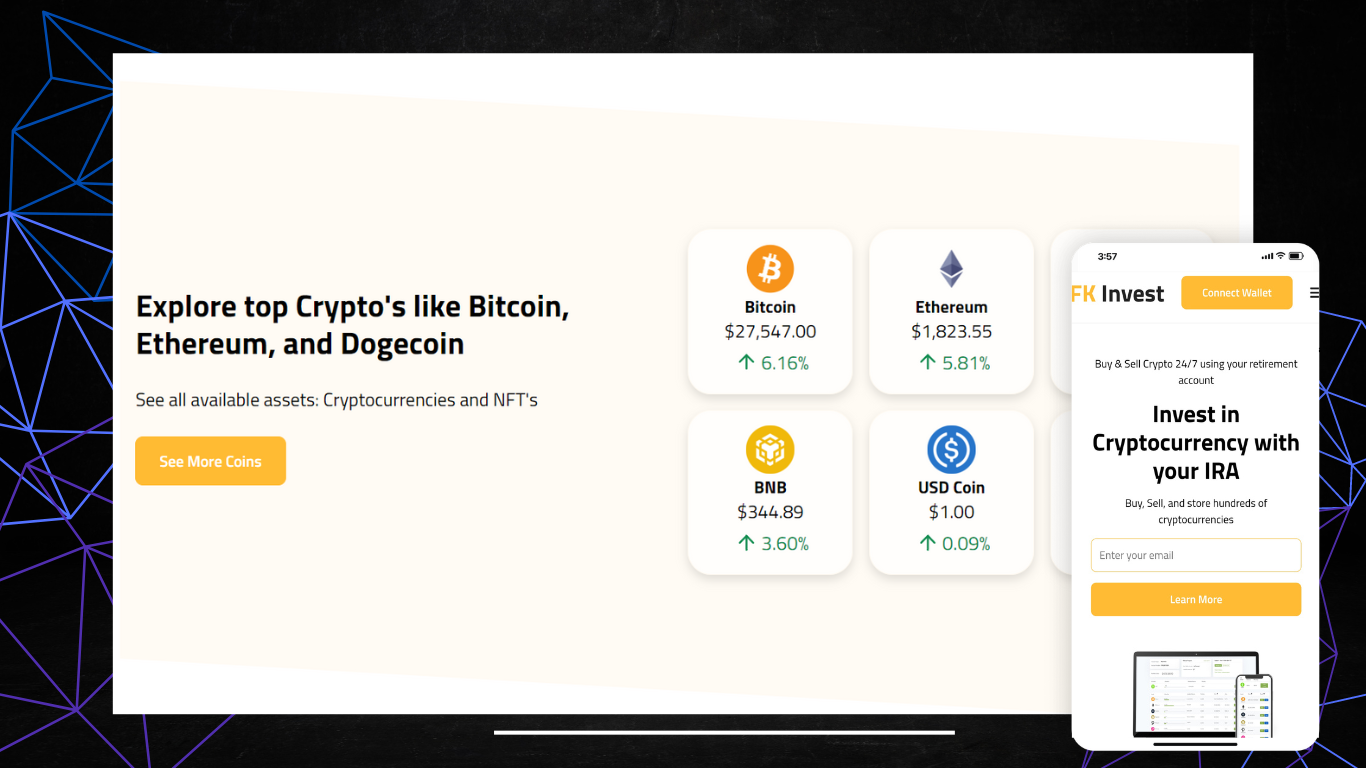 Explore top Crypto's like Bitcoin,
Ethereum, and Dogecoin
See all available assets: Cryptocurrencies and NFT's
See More Coins
Bitcoin
$27,547.00
6.16%
Ethereum
$1,823.55
5.81%
BNB
$344.89
3.60%
USD Coin
$1.00
0.09%
3:57
FK Invest
Connect Wallet
Buy & Sell Crypto 24/7 using your retirement
account
Invest in
Cryptocurrency with
your IRA
Buy, Sell, and store hundreds of
cryptocurrencies
Enter your email
Learn More